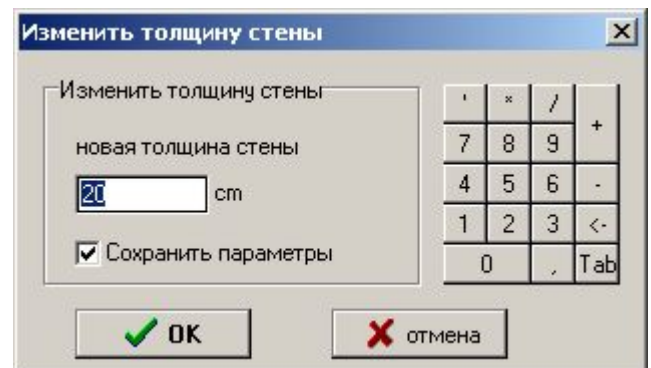 Изменить толщину стены
Изменить толщину стены
новая толщина стены
20 cm
Сохранить параметры
' * / +
7 8 9
4 5 6 -
1 2 3 <-
0 , Tab
OK отмена